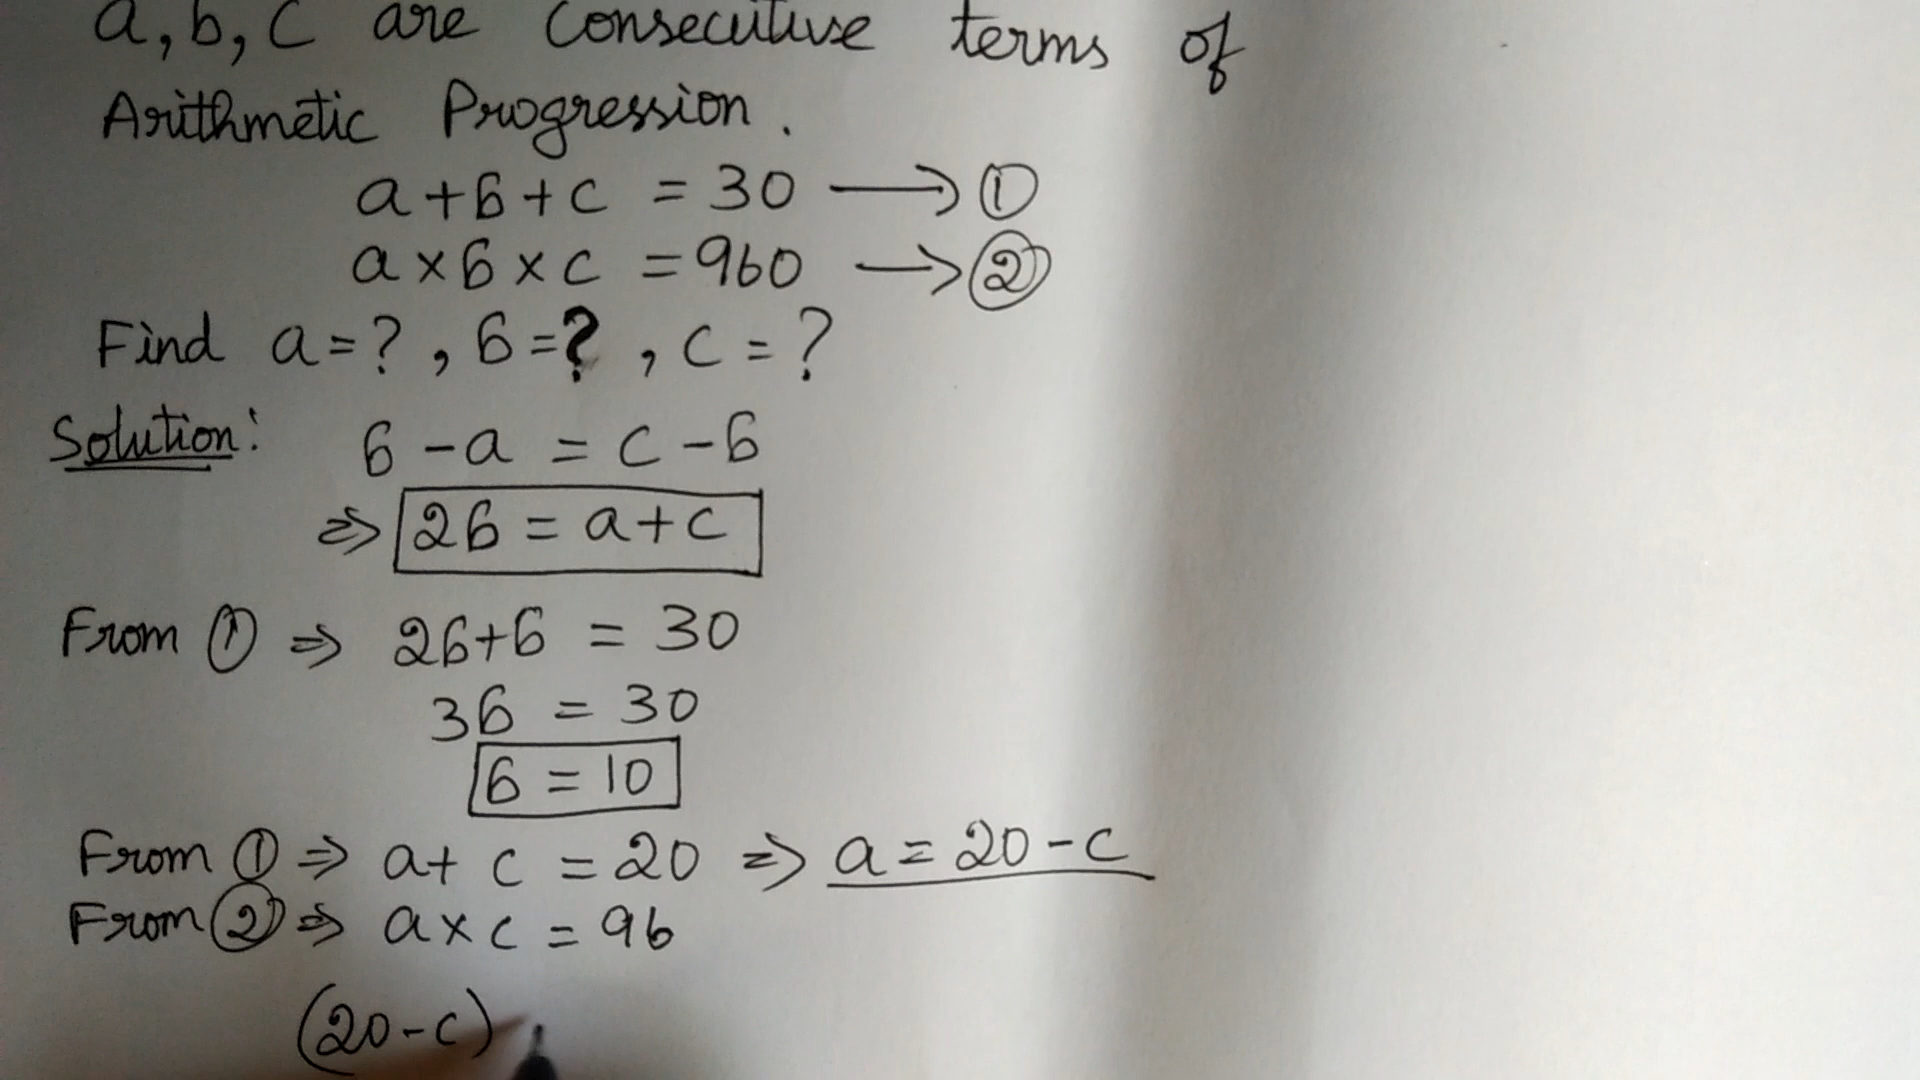 a, b, c are Consecutive terms of
Arithmetic Progression.
a + b + c = 30 ⟶ ①
a × b × c = 960 ⟶ ②
Find a = ? , b = ? , c = ?
Solution: b - a = c - b
⇒ 2b = a + c
From ① ⇒ 2b + b = 30
3b = 30
b = 10
From ① ⇒ a + c = 20 ⇒ a = 20 - c
From ② ⇒ a × c = 96
(20 - c)